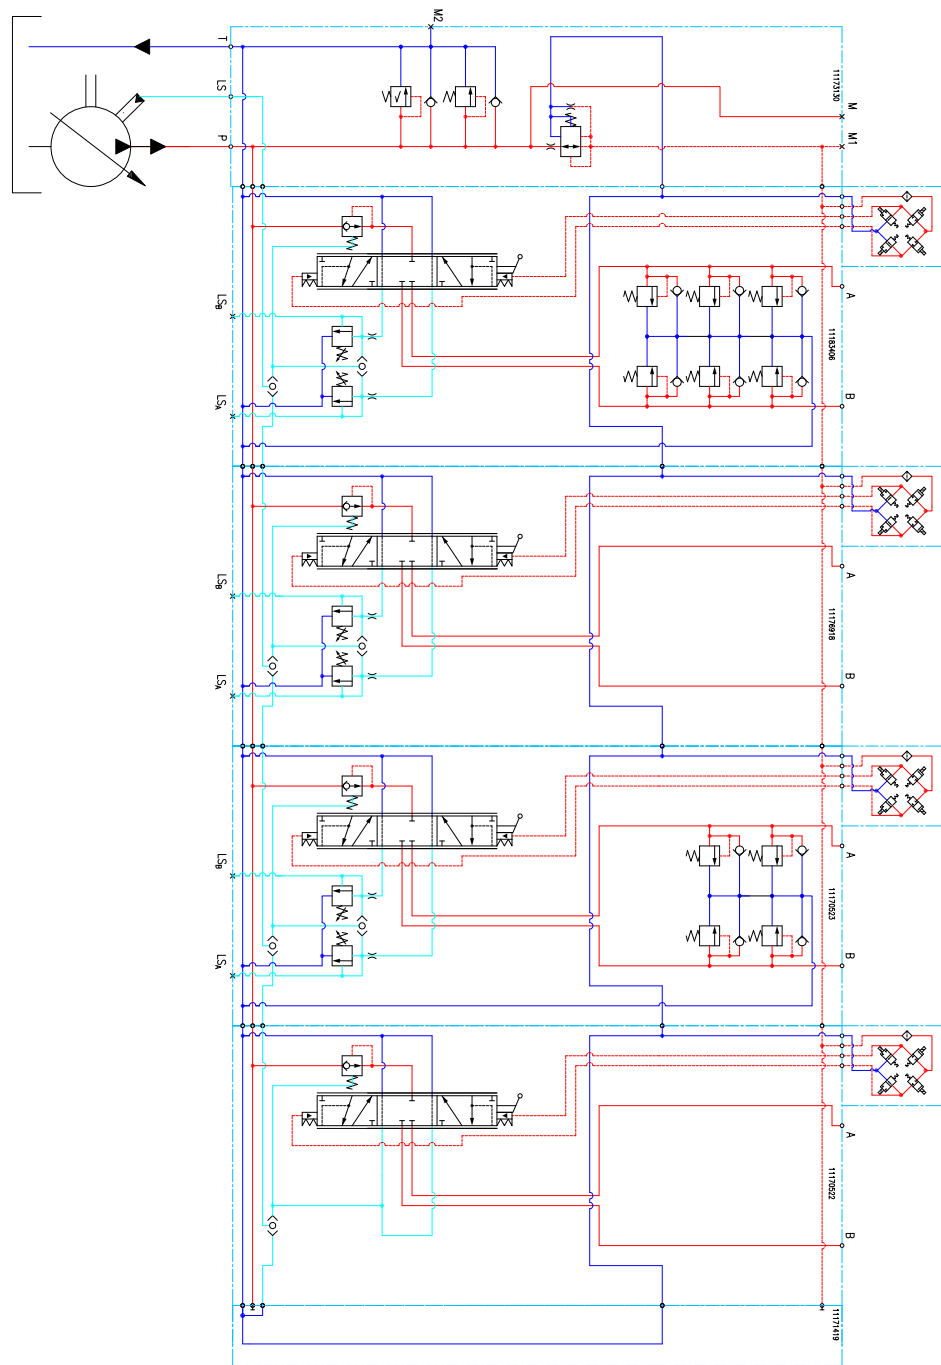 M2
T
LS
P
11173130
M
M1
LSB
LSA
A
11183406
B
LSB
LSA
A
11176918
B
LSB
LSA
A
11170523
B
A
11170522
B
11171419